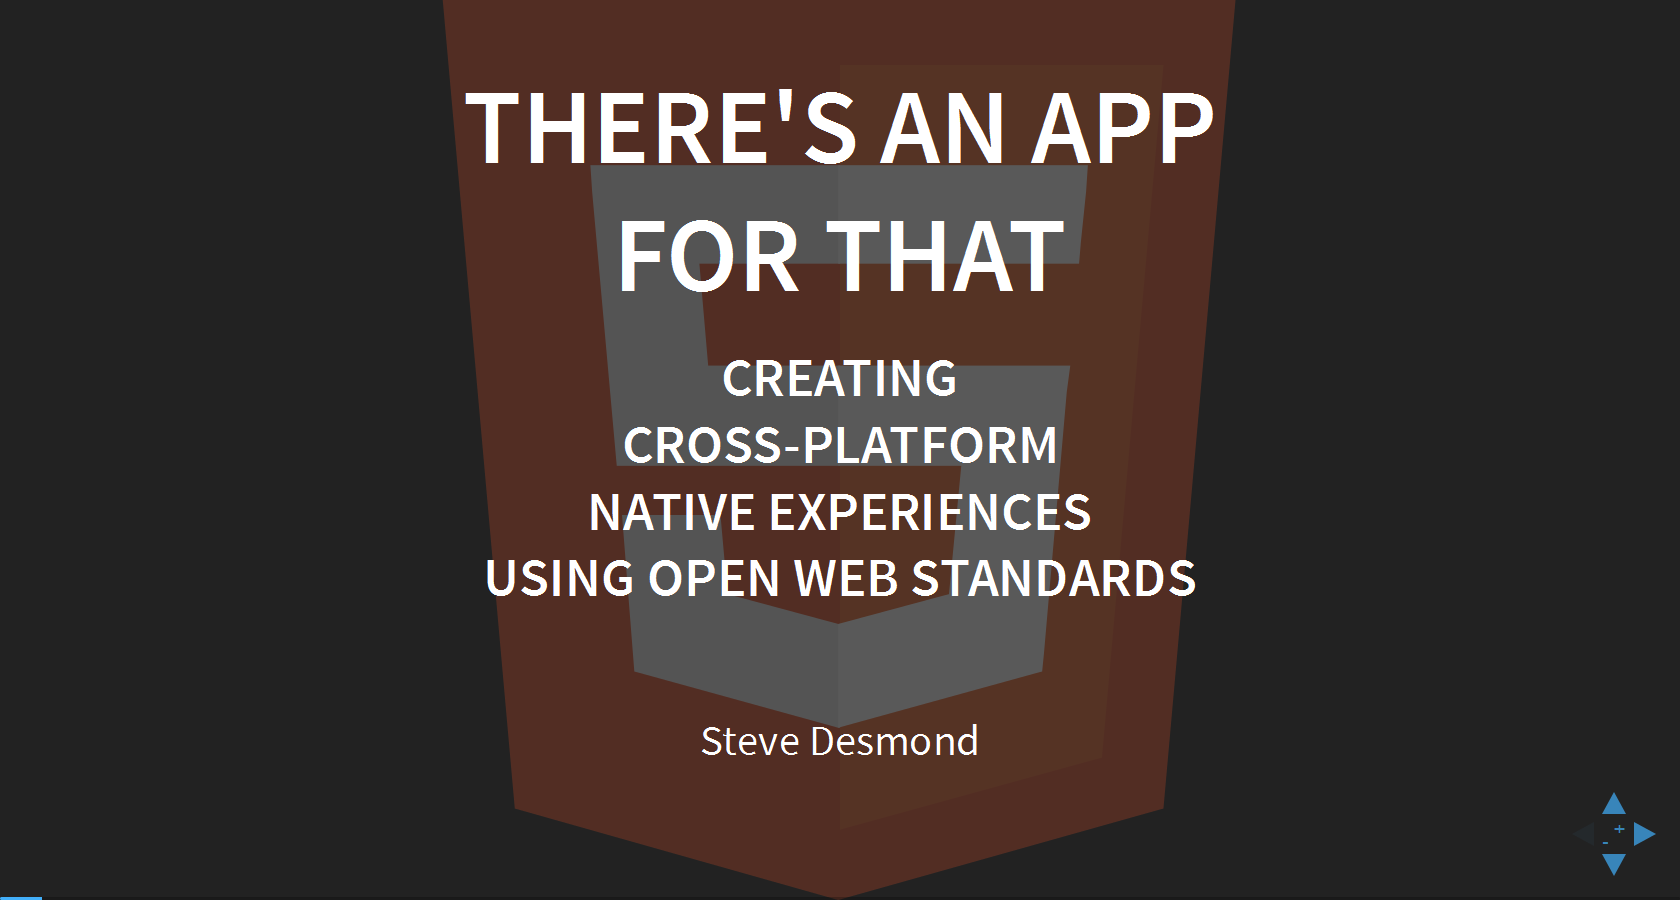 THERE'S AN APP
FOR THAT
CREATING
CROSS-PLATFORM
NATIVE EXPERIENCES
USING OPEN WEB STANDARDS
Steve Desmond
+
-